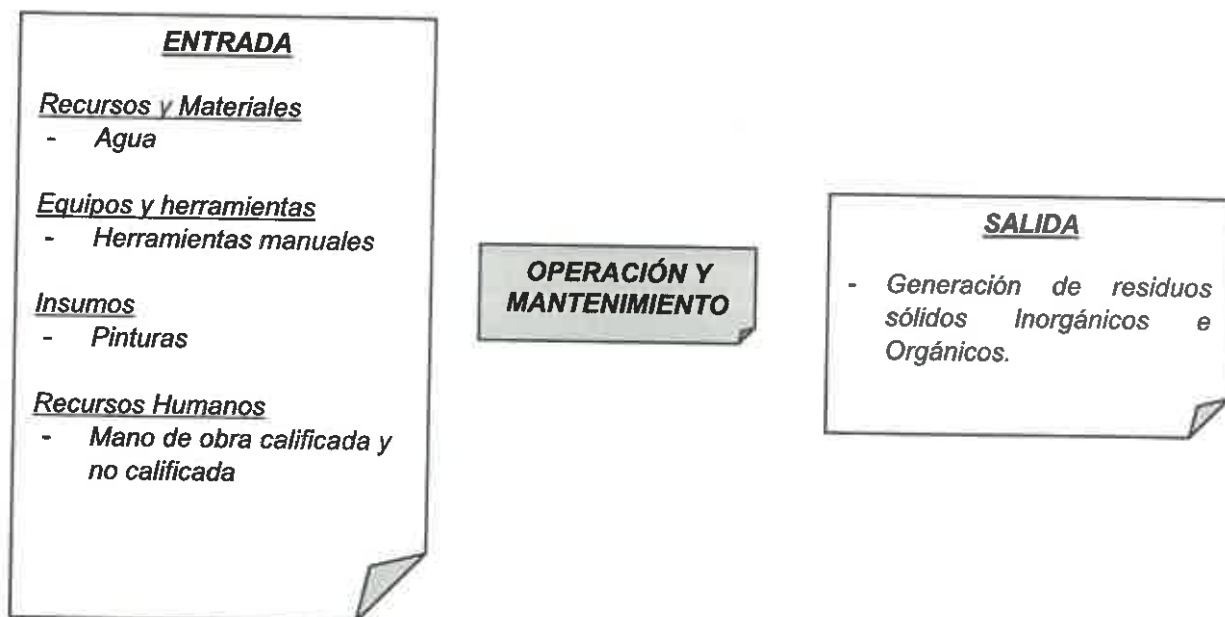 ENTRADA
Recursos y Materiales
- Agua
Equipos y herramientas
- Herramientas manuales
Insumos
- Pinturas
Recursos Humanos
- Mano de obra calificada y
no calificada
OPERACIÓN Y
MANTENIMIENTO
SALIDA
- Generación de residuos
sólidos Inorgánicos e
Orgánicos.